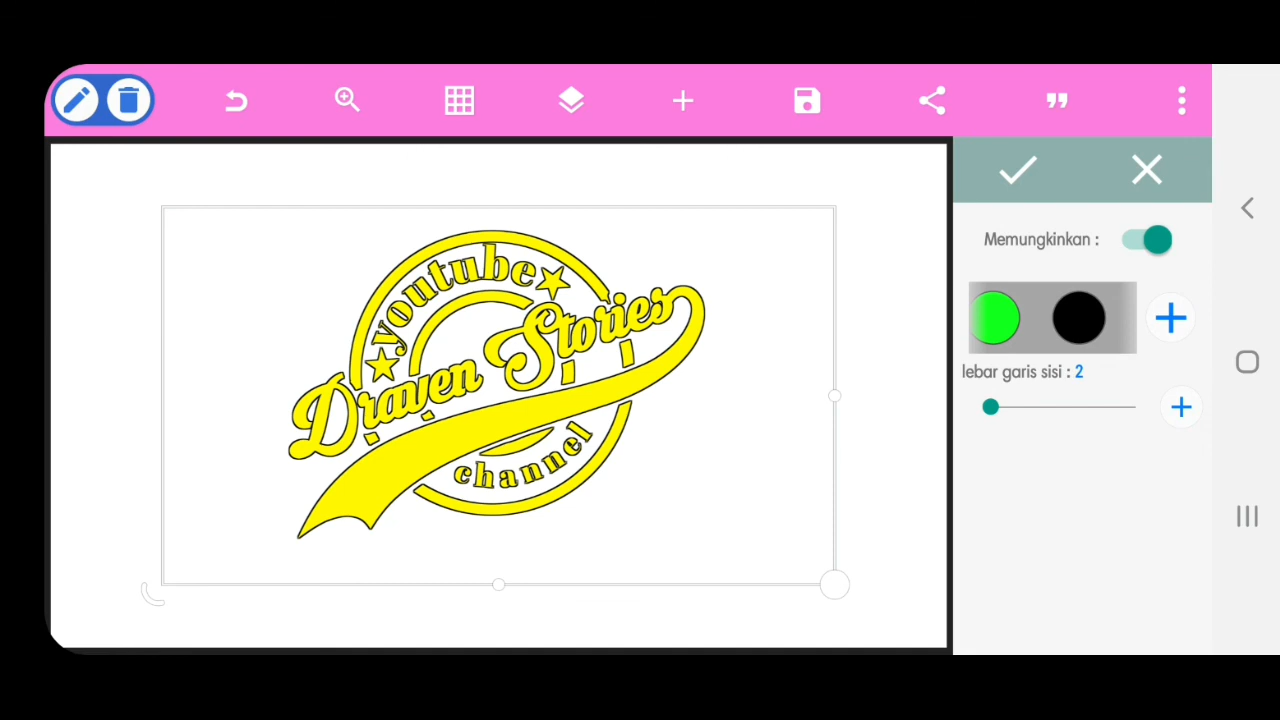 Memungkinkan :
lebar garis sisi : 2
youtube
Draven Stories
channel